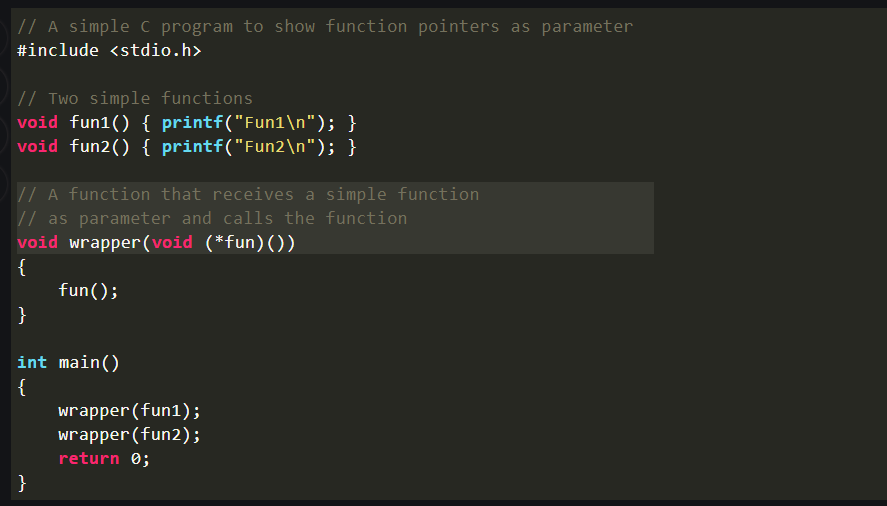 // A simple C program to show function pointers as parameter
#include <stdio.h>
// Two simple functions
void fun1() { printf("Fun1\n"); }
void fun2() { printf("Fun2\n"); }
// A function that receives a simple function
// as parameter and calls the function
void wrapper(void (*fun)())
{
    fun();
}
int main()
{
    wrapper(fun1);
    wrapper(fun2);
    return 0;
}